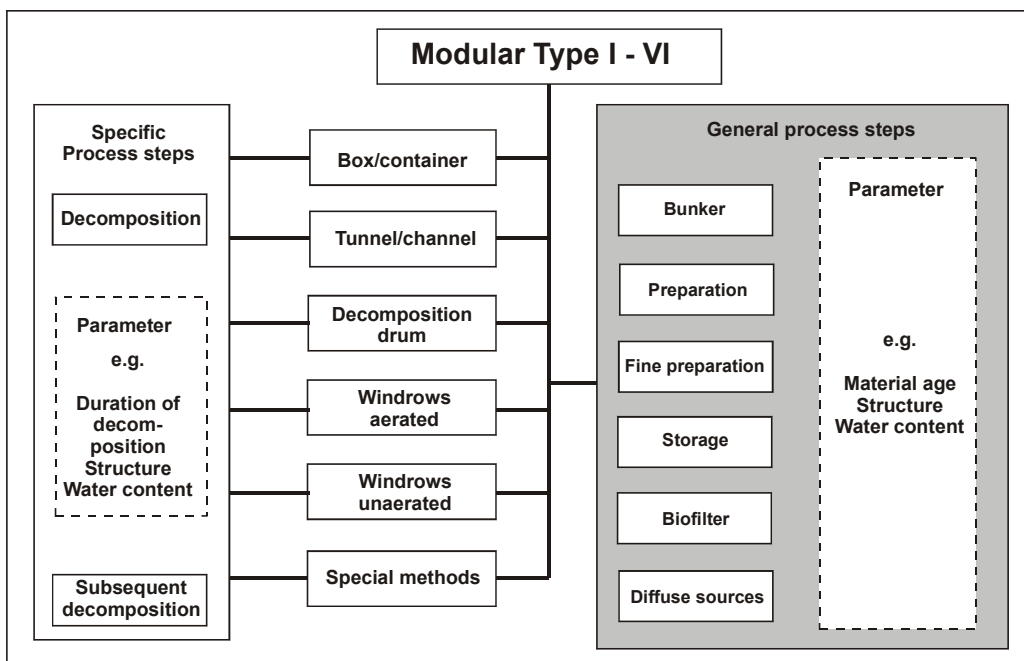 Modular Type I - VI
Specific
Process steps
Decomposition
Parameter
e.g.
Duration of
decom-
position
Structure
Water content
Subsequent
decomposition
Box/container
Tunnel/channel
Decomposition
drum
Windrows
aerated
Windrows
unaerated
Special methods
General process steps
Bunker
Preparation
Fine preparation
Storage
Biofilter
Diffuse sources
Parameter
e.g.
Material age
Structure
Water content